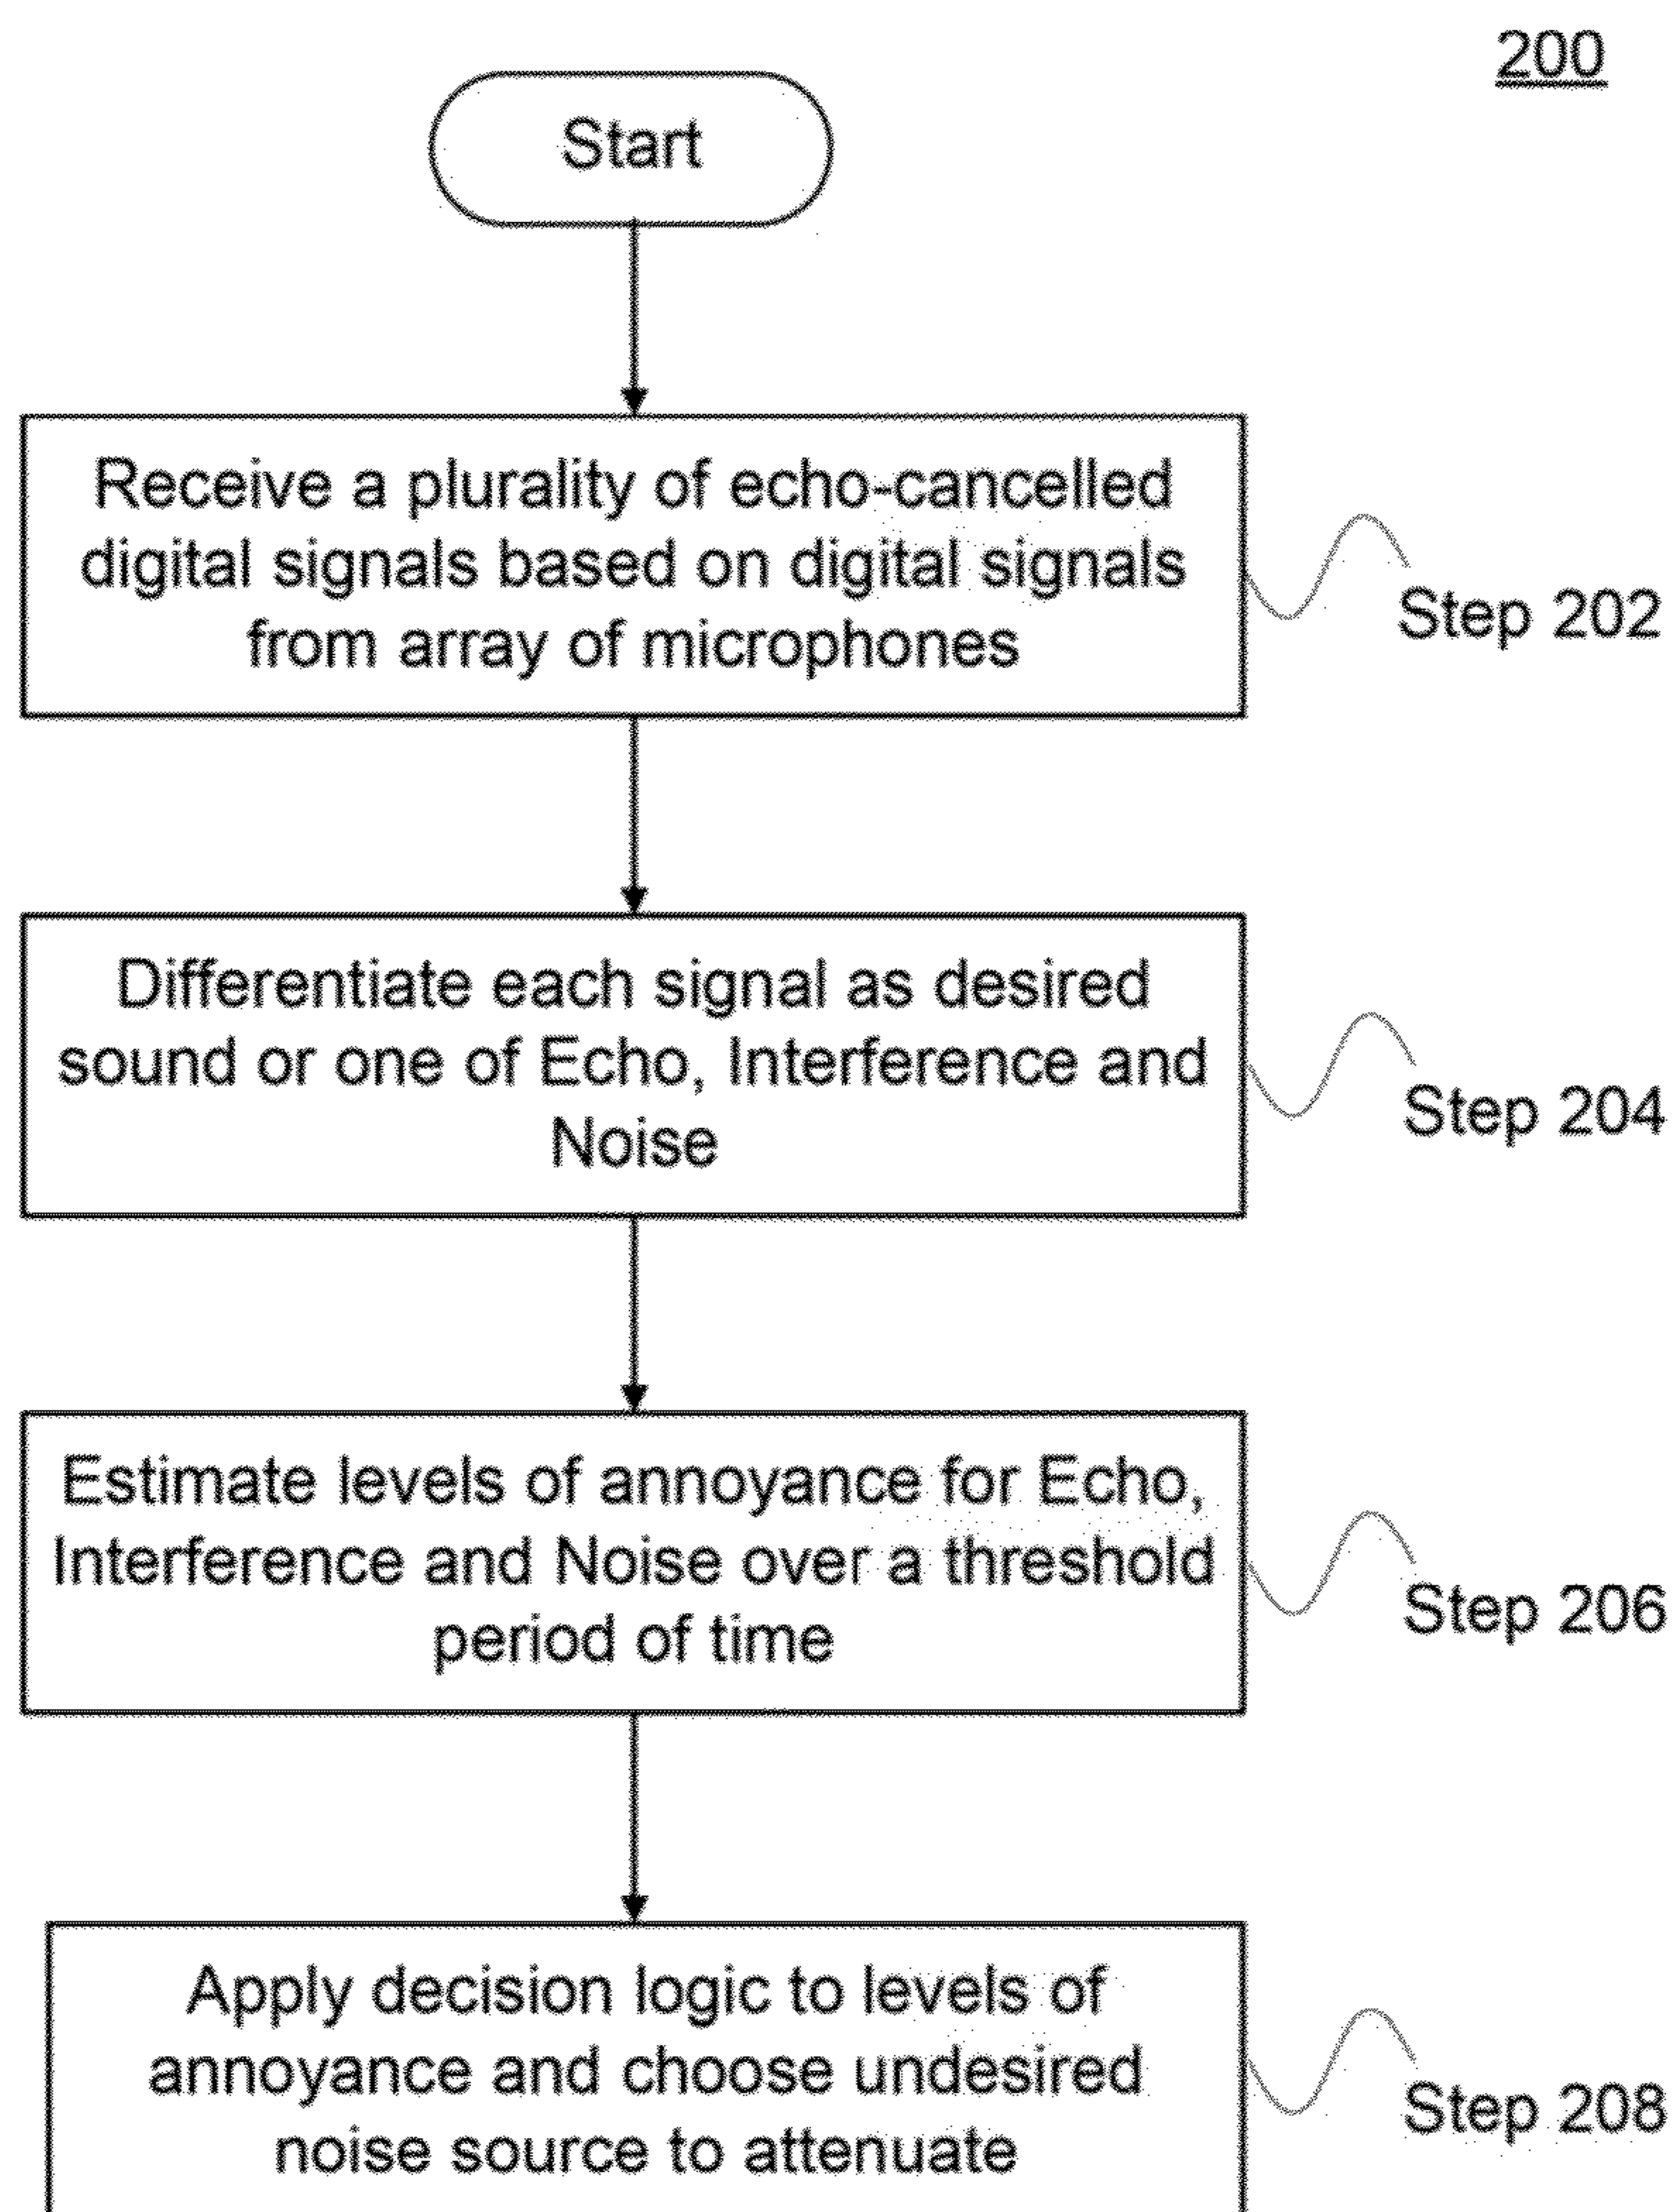 200
Start
Receive a plurality of echo-cancelled
digital signals based on digital signals
from array of microphones
Step 202
Differentiate each signal as desired
sound or one of Echo, Interference and
Noise
Step 204
Estimate levels of annoyance for Echo,
Interference and Noise over a threshold
period of time
Step 206
Apply decision logic to levels of
annoyance and choose undesired
noise source to attenuate
Step 208